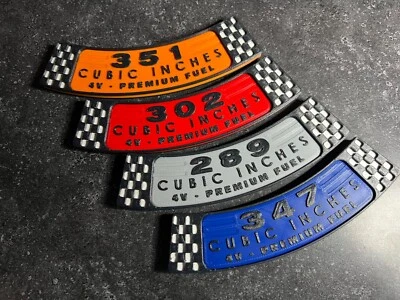 351
CUBIC INCHES
4V - PREMIUM FUEL
302
CUBIC INCHES
4V - PREMIUM FUEL
289
CUBIC INCHES
4V - PREMIUM FUEL
347
CUBIC INCHES
4V - PREMIUM FUEL